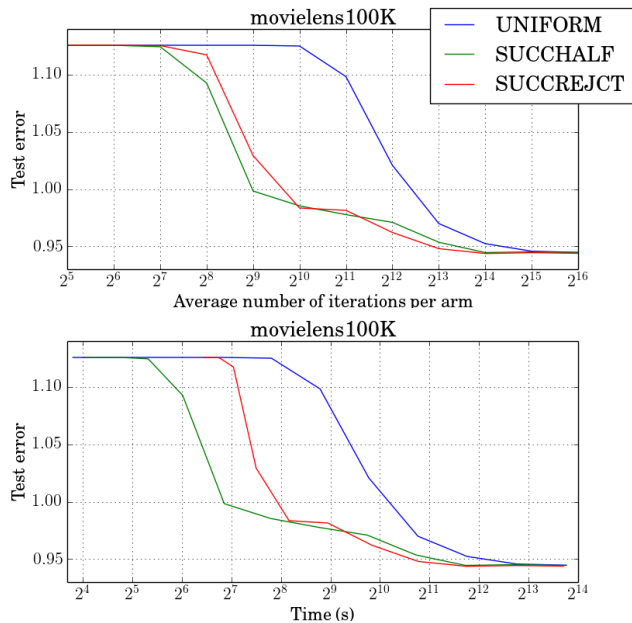 movielens100K
UNIFORM
SUCCHALF
SUCCREJCT
Test error
1.10
1.05
1.00
0.95
2^5 2^6 2^7 2^8 2^9 2^10 2^11 2^12 2^13 2^14 2^15 2^16
Average number of iterations per arm
movielens100K
Test error
1.10
1.05
1.00
0.95
2^4 2^5 2^6 2^7 2^8 2^9 2^10 2^11 2^12 2^13 2^14
Time (s)